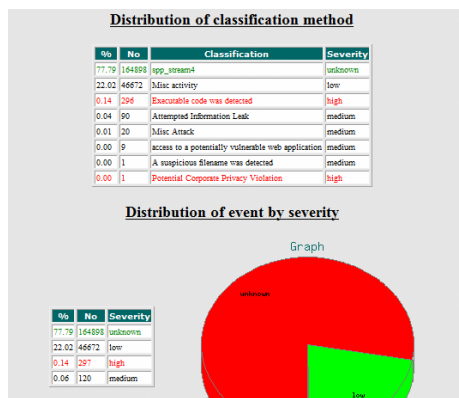 Distribution of classification method
% No Classification Severity
77.79 164898 spp_stream4 unknown
22.02 46672 Misc activity low
0.14 296 Executable code was detected high
0.04 90 Attempted Information Leak medium
0.01 20 Misc Attack medium
0.00 9 access to a potentially vulnerable web application medium
0.00 1 A suspicious filename was detected medium
0.00 1 Potential Corporate Privacy Violation high
Distribution of event by severity
Graph
unknown
% No Severity
77.79 164898 unknown
22.02 46672 low
0.14 297 high
0.06 120 medium
low